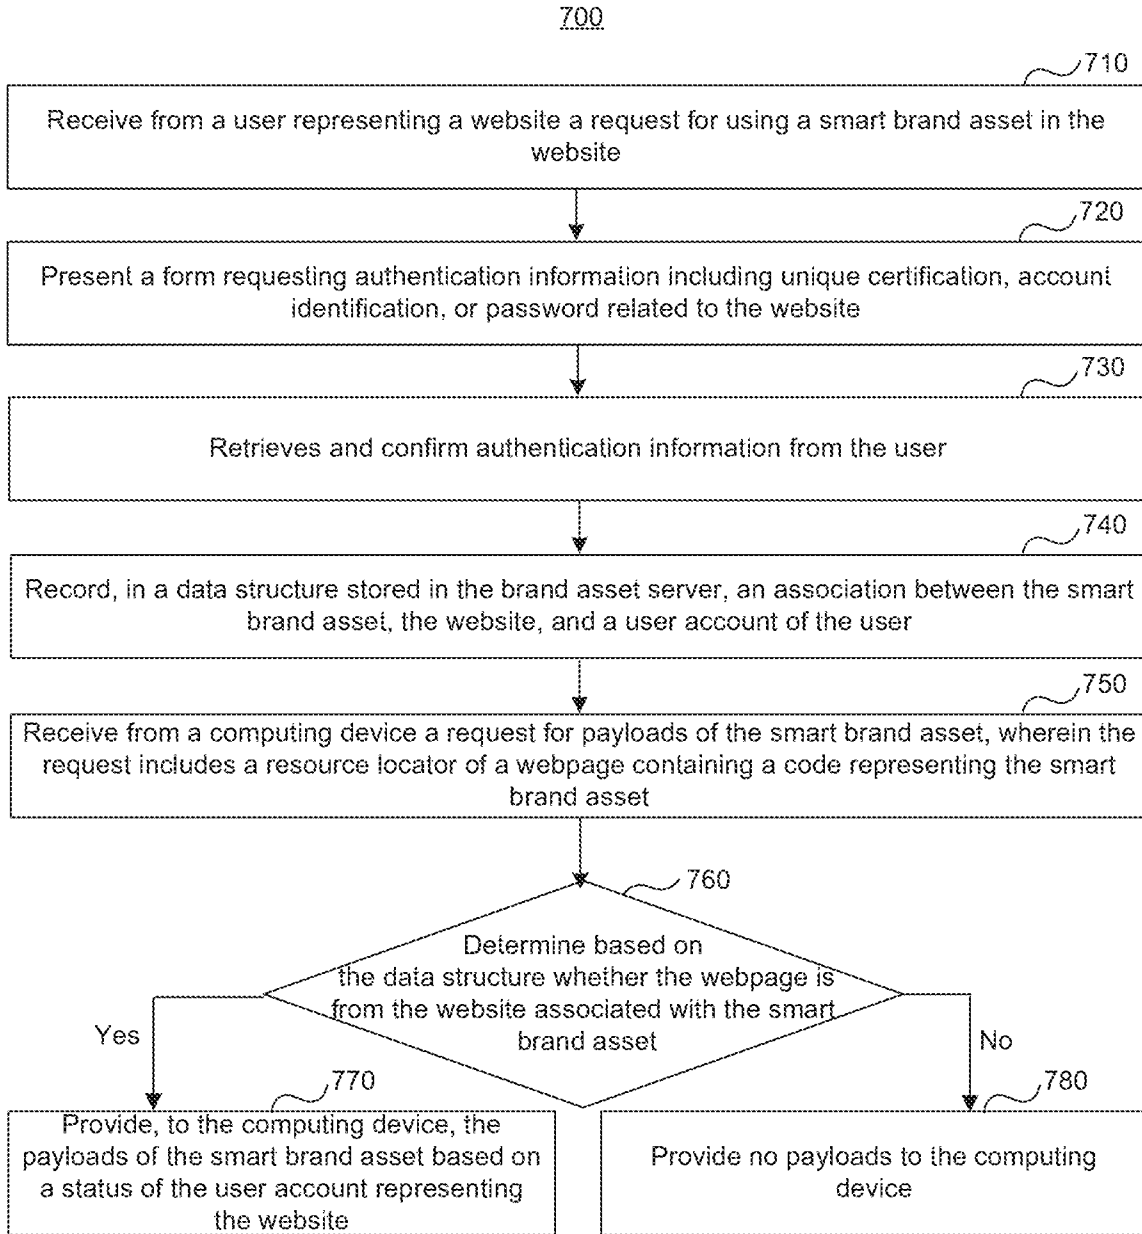 700
710
Receive from a user representing a website a request for using a smart brand asset in the
website
720
Present a form requesting authentication information including unique certification, account
identification, or password related to the website
730
Retrieves and confirm authentication information from the user
740
Record, in a data structure stored in the brand asset server, an association between the smart
brand asset, the website, and a user account of the user
750
Receive from a computing device a request for payloads of the smart brand asset, wherein the
request includes a resource locator of a webpage containing a code representing the smart
brand asset
760
Determine based on
the data structure whether the webpage is
from the website associated with the smart
brand asset
Yes
No
770
Provide, to the computing device, the
payloads of the smart brand asset based on
a status of the user account representing
the website
780
Provide no payloads to the computing
device